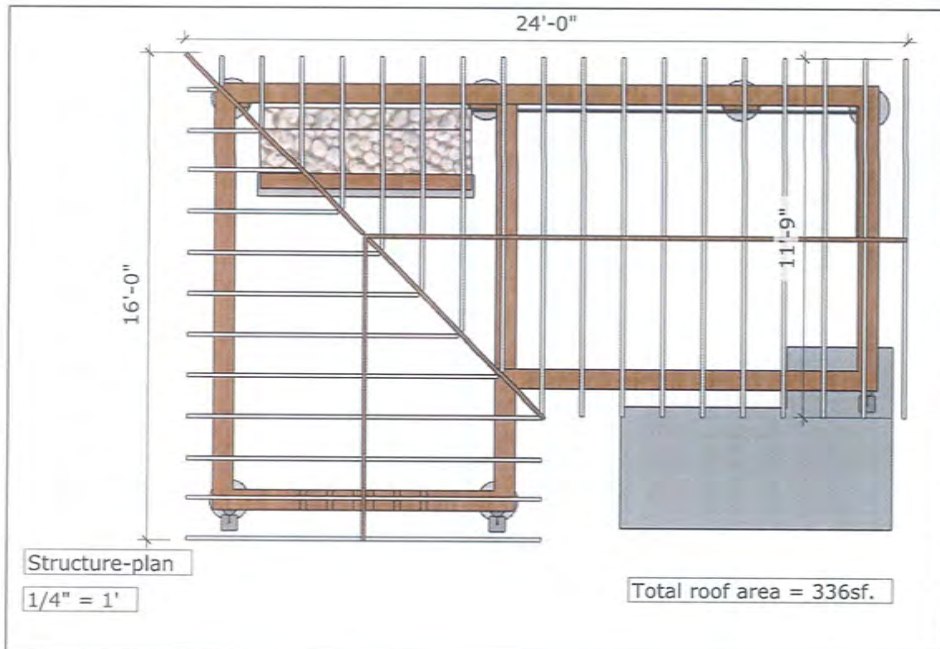 24'-0"
16'-0"
11'-9"
Structure-plan
1/4" = 1'
Total roof area = 336sf.